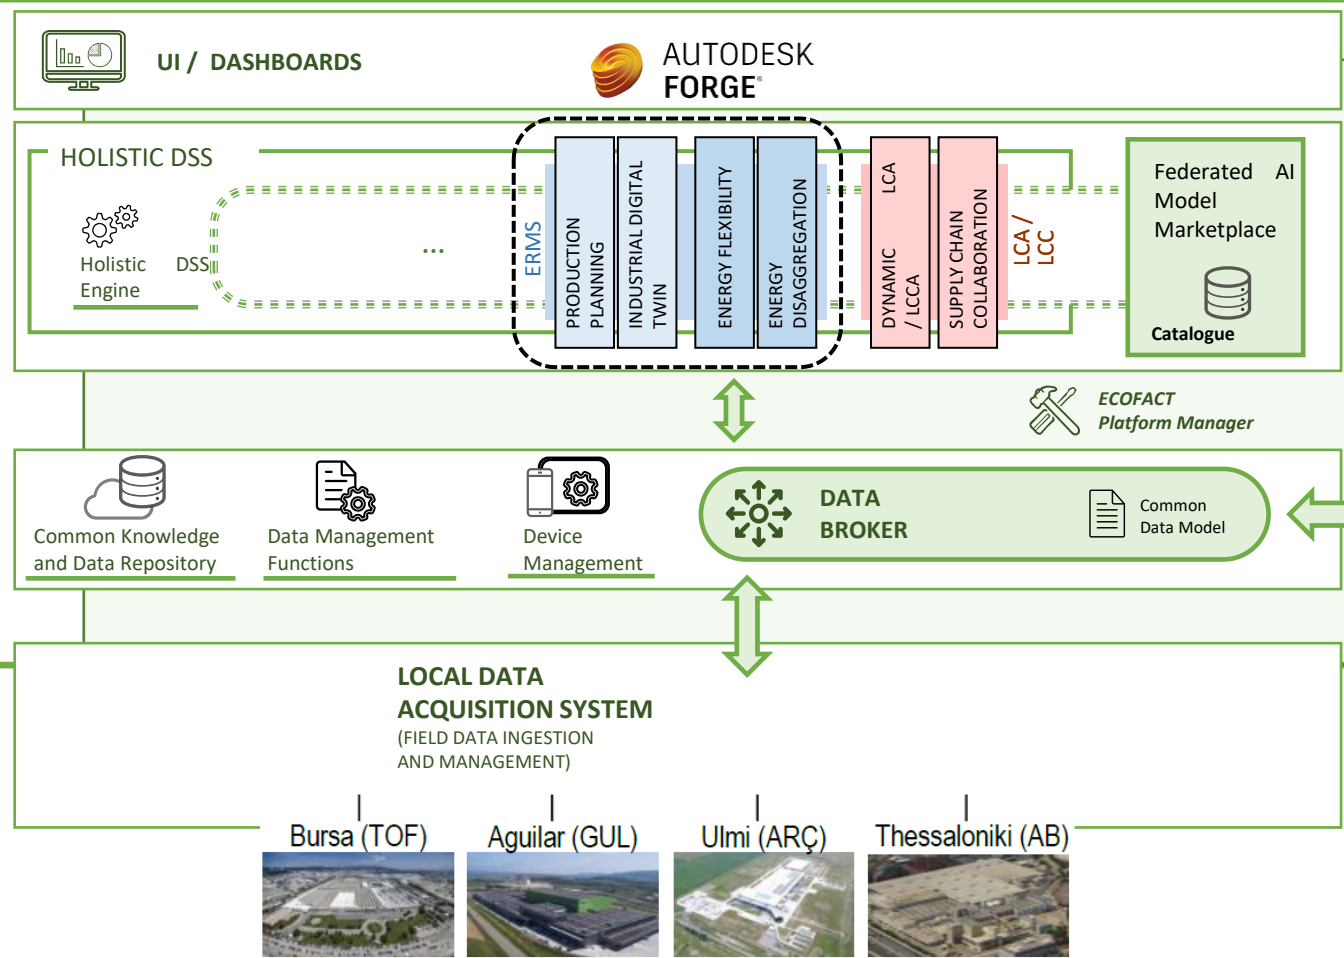 UI / DASHBOARDS
AUTODESK
FORGE®
HOLISTIC DSS
Holistic DSS
Engine
...
ERMS
PRODUCTION
PLANNING
INDUSTRIAL DIGITAL
TWIN
ENERGY FLEXIBILITY
ENERGY
DISAGGREGATION
DYNAMIC LCA
/ LCCA
SUPPLY CHAIN
COLLABORATION
LCA /
LCC
Federated AI
Model
Marketplace
Catalogue
ECOFACT
Platform Manager
Common Knowledge
and Data Repository
Data Management
Functions
Device
Management
DATA
BROKER
Common
Data Model
LOCAL DATA
ACQUISITION SYSTEM
(FIELD DATA INGESTION
AND MANAGEMENT)
Bursa (TOF)
Aguilar (GUL)
Ulmi (ARÇ)
Thessaloniki (AB)